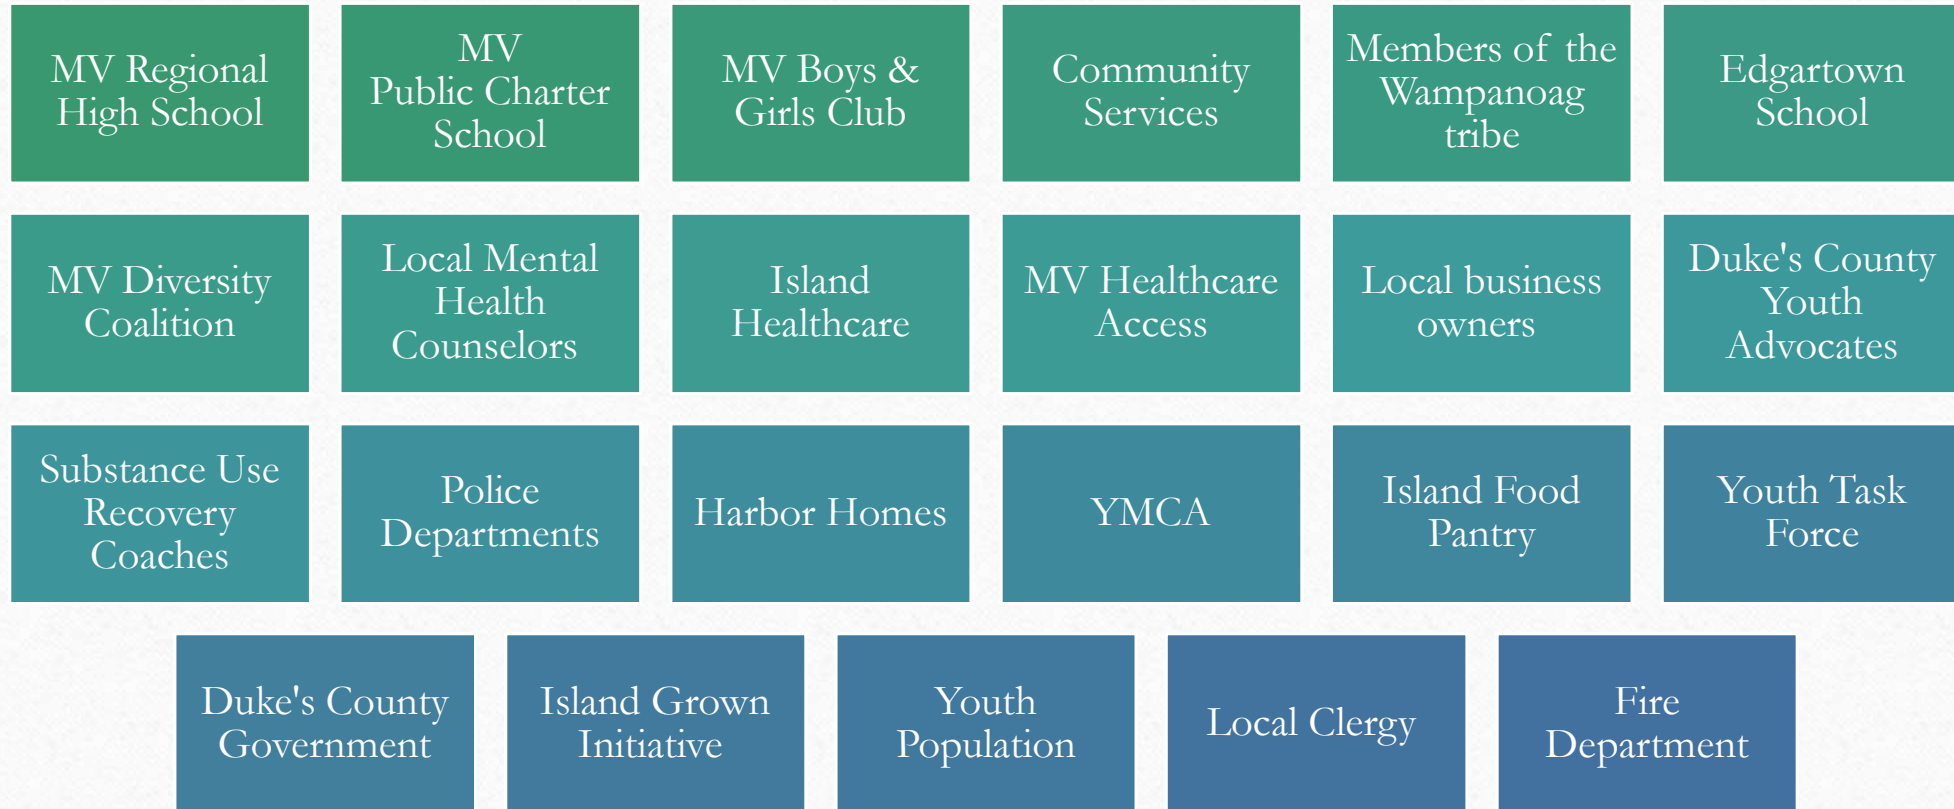 MV Regional
High School
MV
Public Charter
School
MV Boys &
Girls Club
Community
Services
Members of the
Wampanoag
tribe
Edgartown
School
MV Diversity
Coalition
Local Mental
Health
Counselors
Island
Healthcare
MV Healthcare
Access
Local business
owners
Duke's County
Youth
Advocates
Substance Use
Recovery
Coaches
Police
Departments
Harbor Homes
YMCA
Island Food
Pantry
Youth Task
Force
Duke's County
Government
Island Grown
Initiative
Youth
Population
Local Clergy
Fire
Department